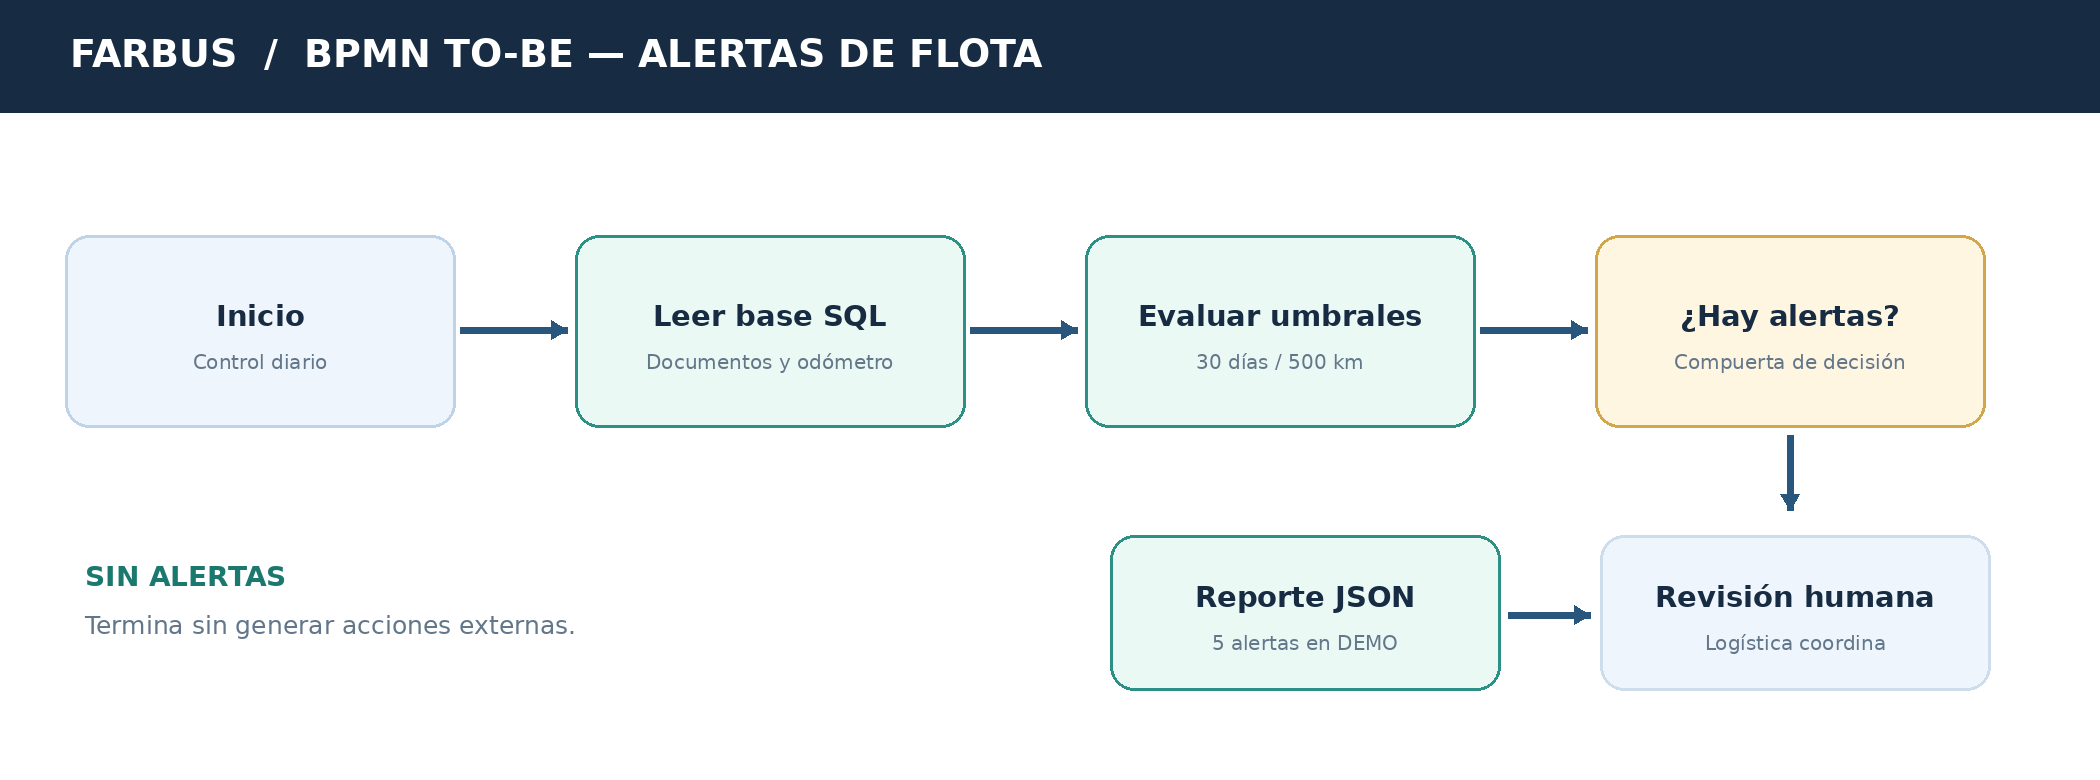 FARBUS / BPMN TO-BE — ALERTAS DE FLOTA
Inicio
Control diario
Leer base SQL
Documentos y odómetro
Evaluar umbrales
30 días / 500 km
¿Hay alertas?
Compuerta de decisión
SIN ALERTAS
Termina sin generar acciones externas.
Reporte JSON
5 alertas en DEMO
Revisión humana
Logística coordina